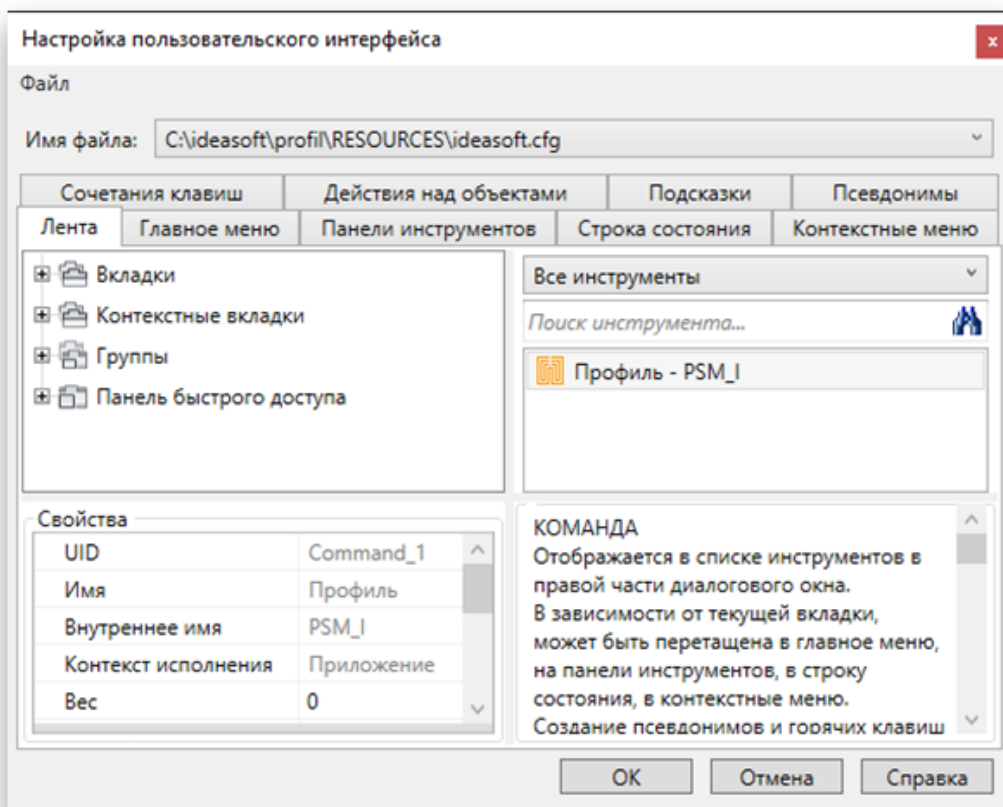 Настройка пользовательского интерфейса
x
Файл
Имя файла: C:\ideasoft\profil\RESOURCES\ideasoft.cfg
Сочетания клавиш Действия над объектами Подсказки Псевдонимы
Лента Главное меню Панели инструментов Строка состояния Контекстные меню
Вкладки
Контекстные вкладки
Группы
Панель быстрого доступа
Все инструменты
Поиск инструмента...
Профиль - PSM_I
Свойства
UID Command_1
Имя Профиль
Внутреннее имя PSM_I
Контекст исполнения Приложение
Вес 0
КОМАНДА
Отображается в списке инструментов в
правой части диалогового окна.
В зависимости от текущей вкладки,
может быть перетащена в главное меню,
на панели инструментов, в строку
состояния, в контекстные меню.
Создание псевдонимов и горячих клавиш
OK Отмена Справка